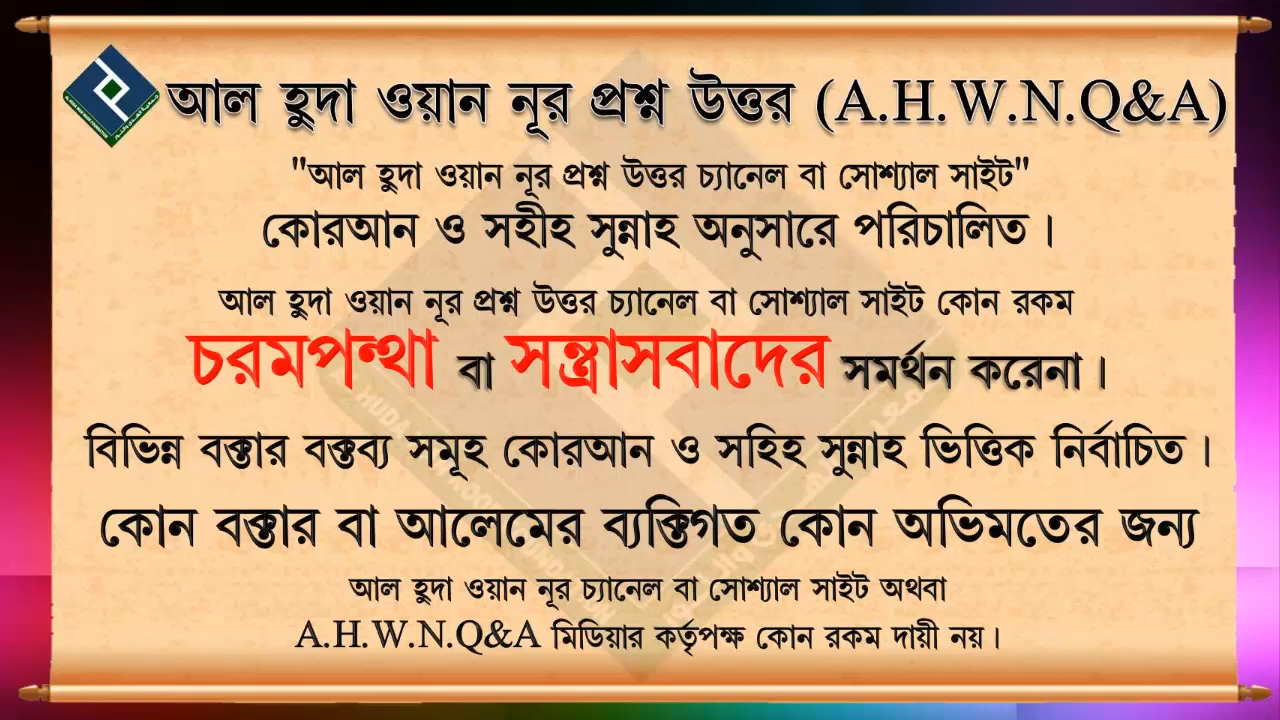 আল হুদা ওয়ান নূর প্রশ্ন উত্তর (A.H.W.N.Q&A)
"আল হুদা ওয়ান নূর প্রশ্ন উত্তর চ্যানেল বা সোশ্যাল সাইট"
কোরআন ও সহীহ সুন্নাহ অনুসারে পরিচালিত।
আল হুদা ওয়ান নূর প্রশ্ন উত্তর চ্যানেল বা সোশ্যাল সাইট কোন রকম
চরমপন্থা বা সন্ত্রাসবাদের সমর্থন করেনা।
বিভিন্ন বক্তার বক্তব্য সমূহ কোরআন ও সহিহ সুন্নাহ ভিত্তিক নির্বাচিত।
কোন বক্তার বা আলেমের ব্যক্তিগত কোন অভিমতের জন্য
আল হুদা ওয়ান নূর চ্যানেল বা সোশ্যাল সাইট অথবা
A.H.W.N.Q&A মিডিয়ার কর্তৃপক্ষ কোন রকম দায়ী নয়।